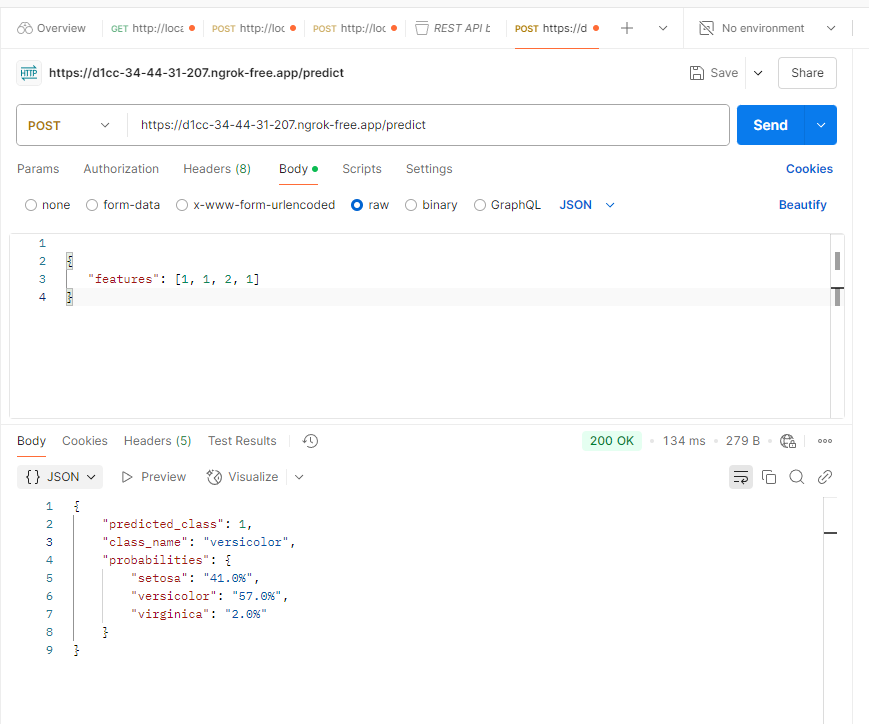 Overview GET http://loca POST http://loc POST http://loc REST API b POST https://d No environment
HTTP https://d1cc-34-44-31-207.ngrok-free.app/predict Save Share
POST https://d1cc-34-44-31-207.ngrok-free.app/predict Send
Params Authorization Headers (8) Body Scripts Settings Cookies
none form-data x-www-form-urlencoded raw binary GraphQL JSON Beautify
1
2 {
3 "features": [1, 1, 2, 1]
4 }
Body Cookies Headers (5) Test Results 200 OK 134 ms 279 B
{} JSON Preview Visualize
1 {
2 "predicted_class": 1,
3 "class_name": "versicolor",
4 "probabilities": {
5 "setosa": "41.0%",
6 "versicolor": "57.0%",
7 "virginica": "2.0%"
8 }
9 }